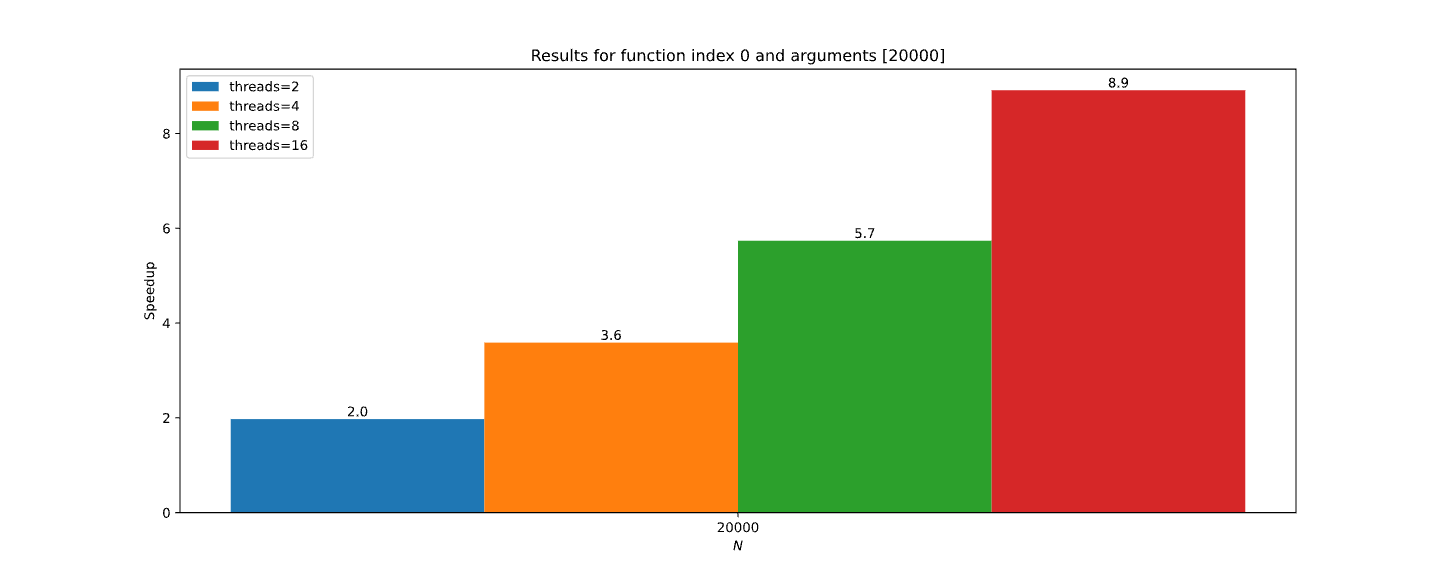 Results for function index 0 and arguments [20000]
threads=2
threads=4
threads=8
threads=16
8.9
8
6
5.7
Speedup
4
3.6
2.0
2
0
20000
N